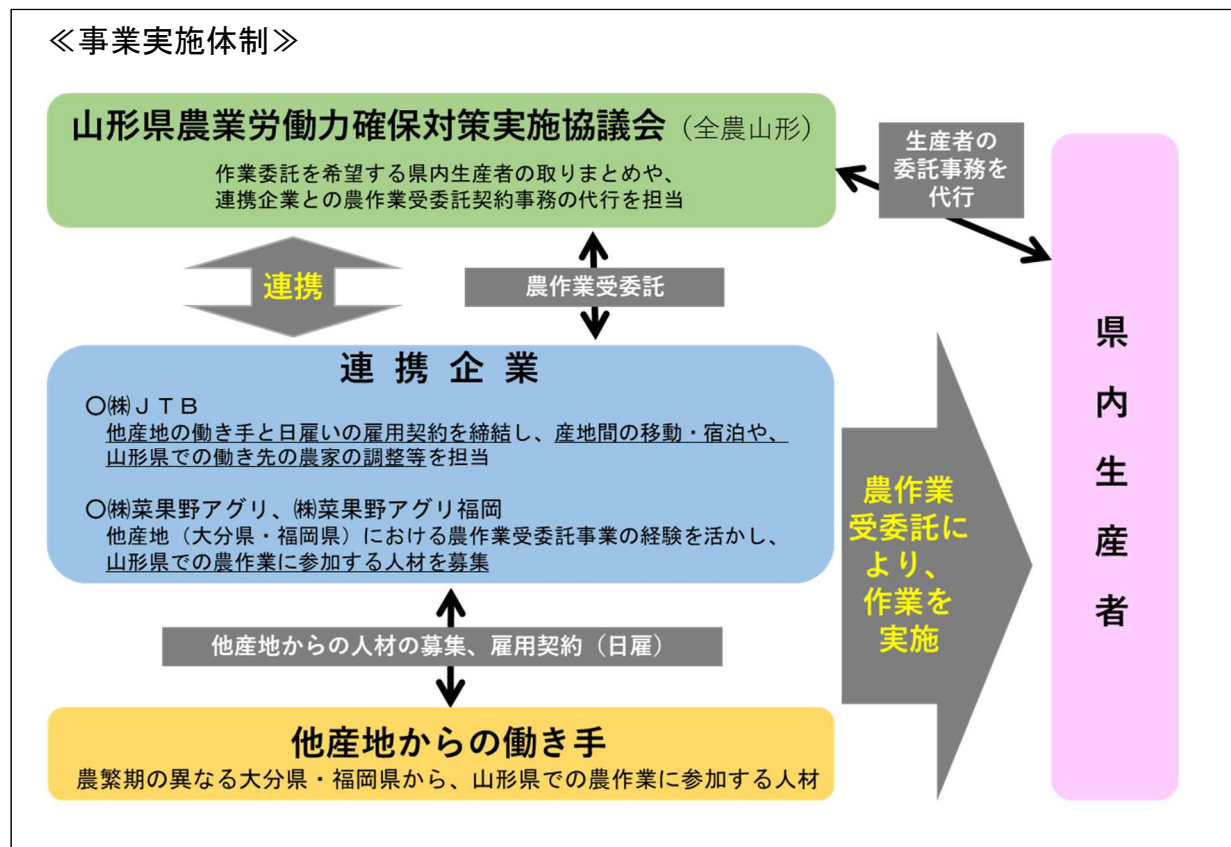 ≪事業実施体制≫
山形県農業労働力確保対策実施協議会（全農山形）
作業委託を希望する県内生産者の取りまとめや、
連携企業との農作業受委託契約事務の代行を担当
生産者の
委託事務を
代行
連携
農作業受委託
連携企業
〇㈱ＪＴＢ
他産地の働き手と日雇いの雇用契約を締結し、産地間の移動・宿泊や、
山形県での働き先の農家の調整等を担当
〇㈱菜果野アグリ、㈱菜果野アグリ福岡
他産地（大分県・福岡県）における農作業受委託事業の経験を活かし、
山形県での農作業に参加する人材を募集
農作業
受委託に
より、
作業を
実施
県内生産者
他産地からの人材の募集、雇用契約（日雇）
他産地からの働き手
農繁期の異なる大分県・福岡県から、山形県での農作業に参加する人材